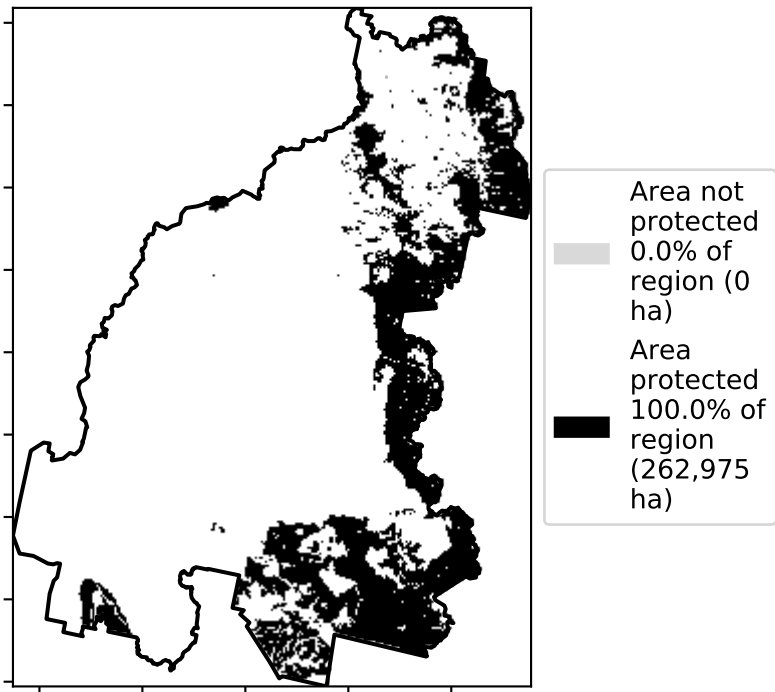 Area not
protected
0.0% of
region (0
ha)
Area
protected
100.0% of
region
(262,975
ha)